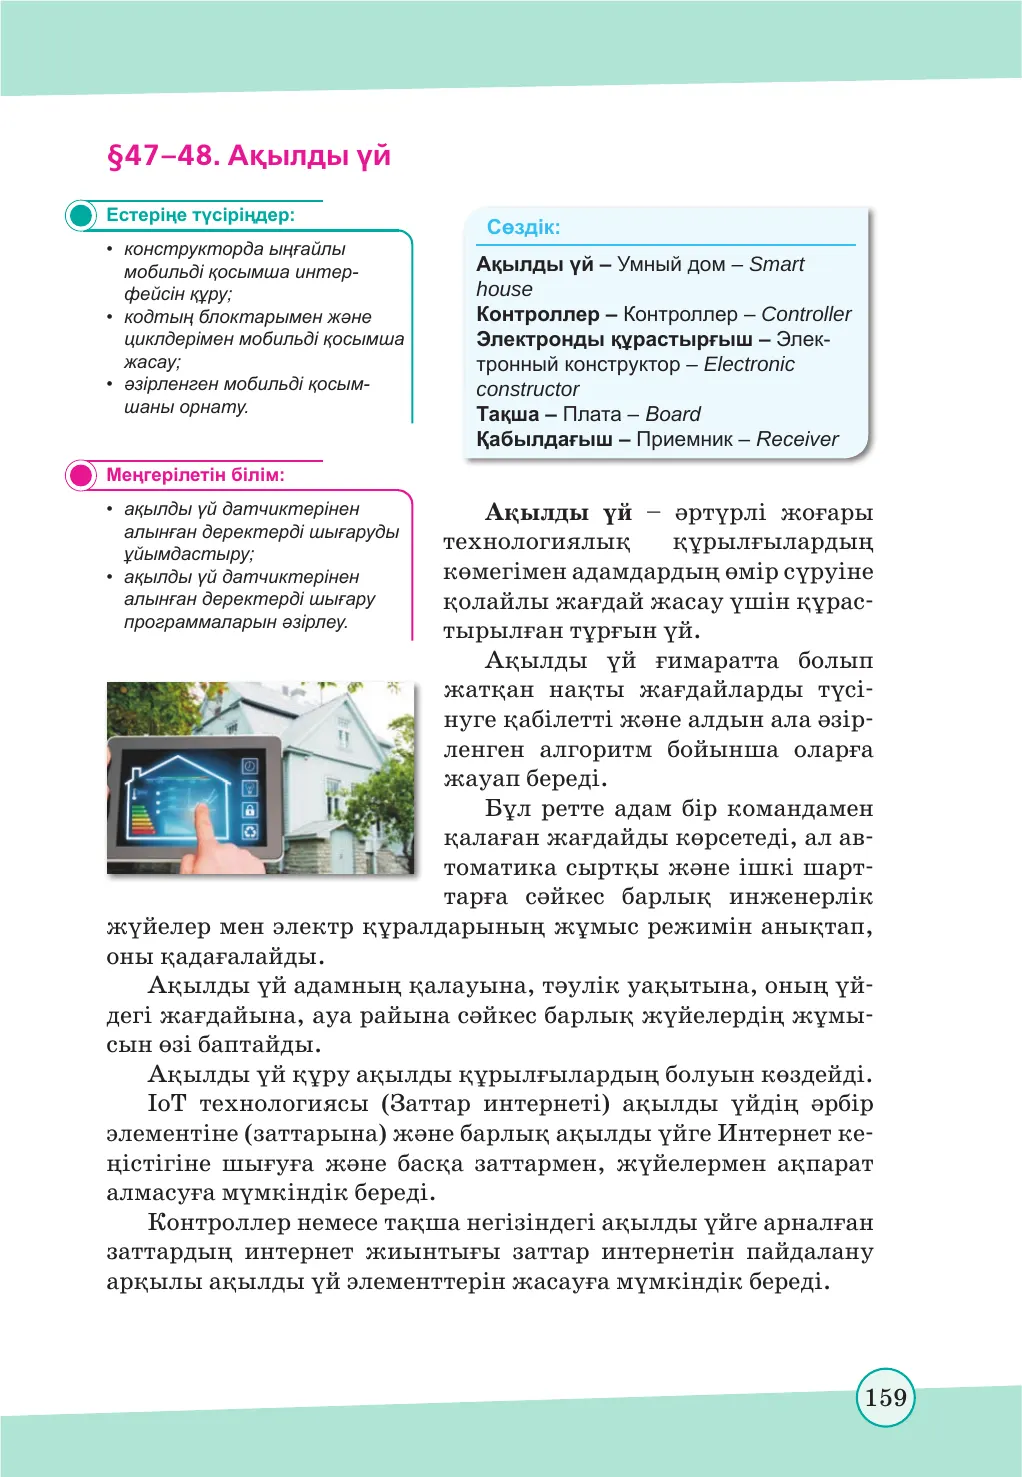 §47–48. Ақылды үй
Естеріңе түсіріңдер:
• конструкторда ыңғайлы
мобильді қосымша интер-
фейсін құру;
• кодтың блоктарымен және
циклдерімен мобильді қосымша
жасау;
• әзірленген мобильді қосым-
шаны орнату.
Меңгерілетін білім:
• ақылды үй датчиктерінен
алынған деректерді шығаруды
ұйымдастыру;
• ақылды үй датчиктерінен
алынған деректерді шығару
программаларын әзірлеу.
Сөздік:
Ақылды үй – Умный дом – Smart
house
Контроллер – Контроллер – Controller
Электронды құрастырғыш – Элек-
тронный конструктор – Electronic
constructor
Тақша – Плата – Board
Қабылдағыш – Приемник – Receiver
Ақылды үй – әртүрлі жоғары
технологиялық құрылғылардың
көмегімен адамдардың өмір сүруіне
қолайлы жағдай жасау үшін құрас-
тырылған тұрғын үй.
Ақылды үй ғимаратта болып
жатқан нақты жағдайларды түсі-
нуге қабілетті және алдын ала әзір-
ленген алгоритм бойынша оларға
жауап береді.
Бұл ретте адам бір командамен
қалаған жағдайды көрсетеді, ал ав-
томатика сыртқы және ішкі шарт-
тарға сәйкес барлық инженерлік
жүйелер мен электр құралдарының жұмыс режимін анықтап,
оны қадағалайды.
Ақылды үй адамның қалауына, тәулік уақытына, оның үй-
дегі жағдайына, ауа райына сәйкес барлық жүйелердің жұмы-
сын өзі баптайды.
Ақылды үй құру ақылды құрылғылардың болуын көздейді.
IoT технологиясы (Заттар интернеті) ақылды үйдің әрбір
элементіне (заттарына) және барлық ақылды үйге Интернет ке-
ңістігіне шығуға және басқа заттармен, жүйелермен ақпарат
алмасуға мүмкіндік береді.
Контроллер немесе тақша негізіндегі ақылды үйге арналған
заттардың интернет жиынтығы заттар интернетін пайдалану
арқылы ақылды үй элементтерін жасауға мүмкіндік береді.
159